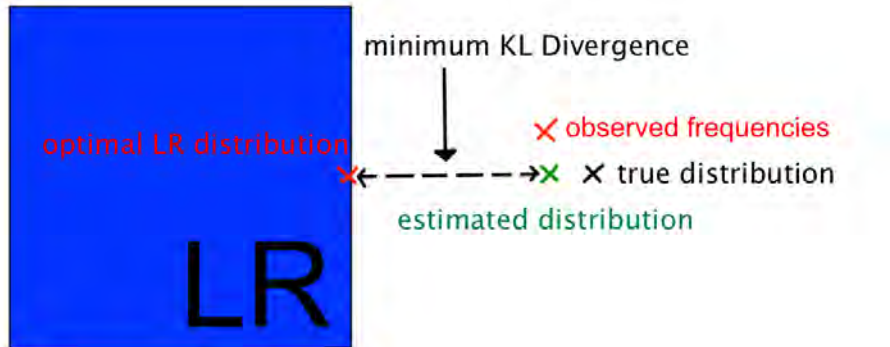 minimum KL Divergence
observed frequencies
optimal LR distribution
true distribution
estimated distribution
LR